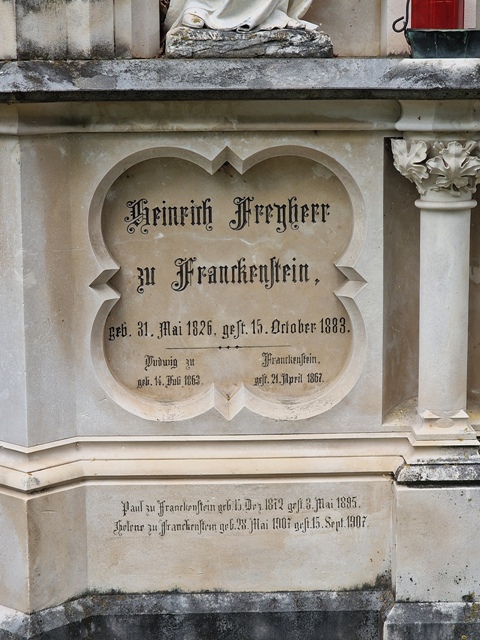 Heinrich Freyherr
zu Franckenstein,
geb. 31. Mai 1826, gest. 15. October 1883.
Ludwig zu Franckenstein,
geb. 14. Juli 1863. gest. 21. April 1867.
Paul zu Franckenstein geb. 15. Dez. 1872 gest. 8. Mai 1895.
Helene zu Franckenstein geb. 28. Mai 1907 gest. 15. Sept. 1907.